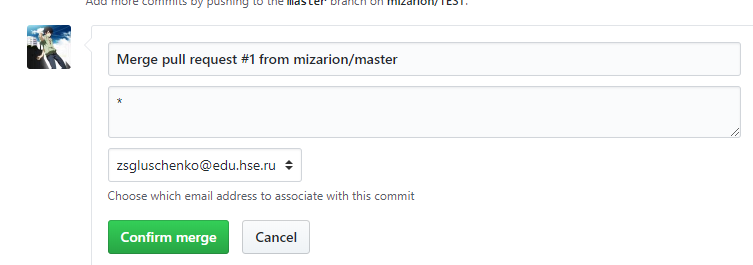 Add more commits by pushing to the master branch on mizarion/TEST.
Merge pull request #1 from mizarion/master
*
zsgluschenko@edu.hse.ru
Choose which email address to associate with this commit
Confirm merge
Cancel